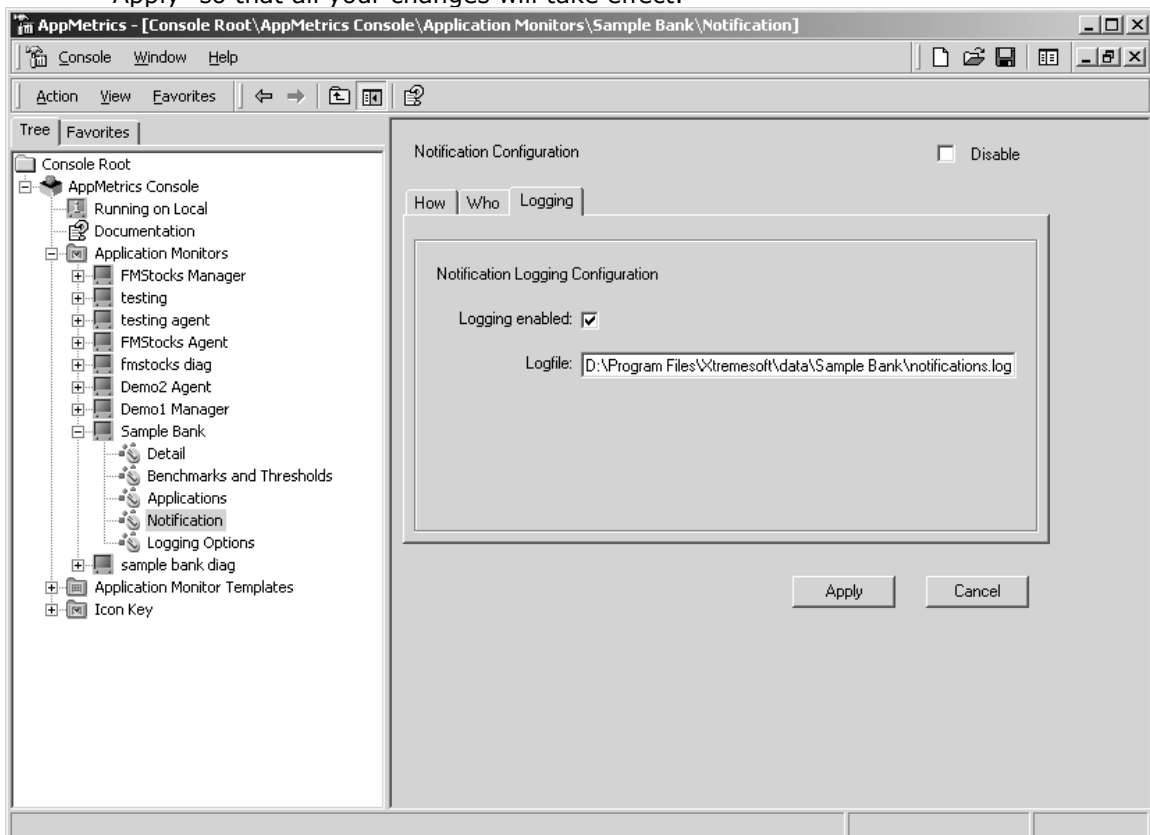 "Apply" so that all your changes will take effect.
AppMetrics - [Console Root\AppMetrics Console\Application Monitors\Sample Bank\Notification]
Console Window Help
Action View Favorites
Tree Favorites
Console Root
AppMetrics Console
Running on Local
Documentation
Application Monitors
FMStocks Manager
testing
testing agent
FMStocks Agent
fmstocks diag
Demo2 Agent
Demo1 Manager
Sample Bank
Detail
Benchmarks and Thresholds
Applications
Notification
Logging Options
sample bank diag
Application Monitor Templates
Icon Key
Notification Configuration
Disable
How Who Logging
Notification Logging Configuration
Logging enabled:
Logfile: D:\Program Files\Xtremesoft\data\Sample Bank\notifications.log
Apply Cancel